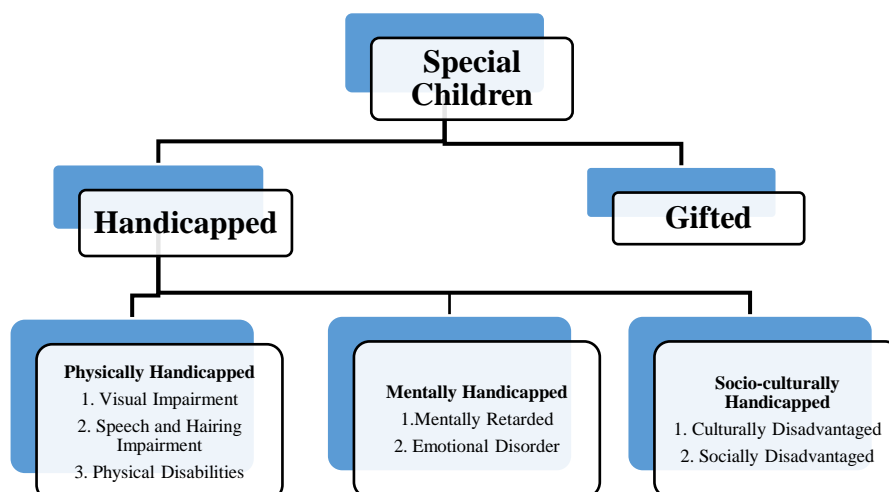 Special
Children
Handicapped
Gifted
Physically Handicapped
1. Visual Impairment
2. Speech and Hairing
Impairment
3. Physical Disabilities
Mentally Handicapped
1.Mentally Retarded
2. Emotional Disorder
Socio-culturally
Handicapped
1. Culturally Disadvantaged
2. Socially Disadvantaged